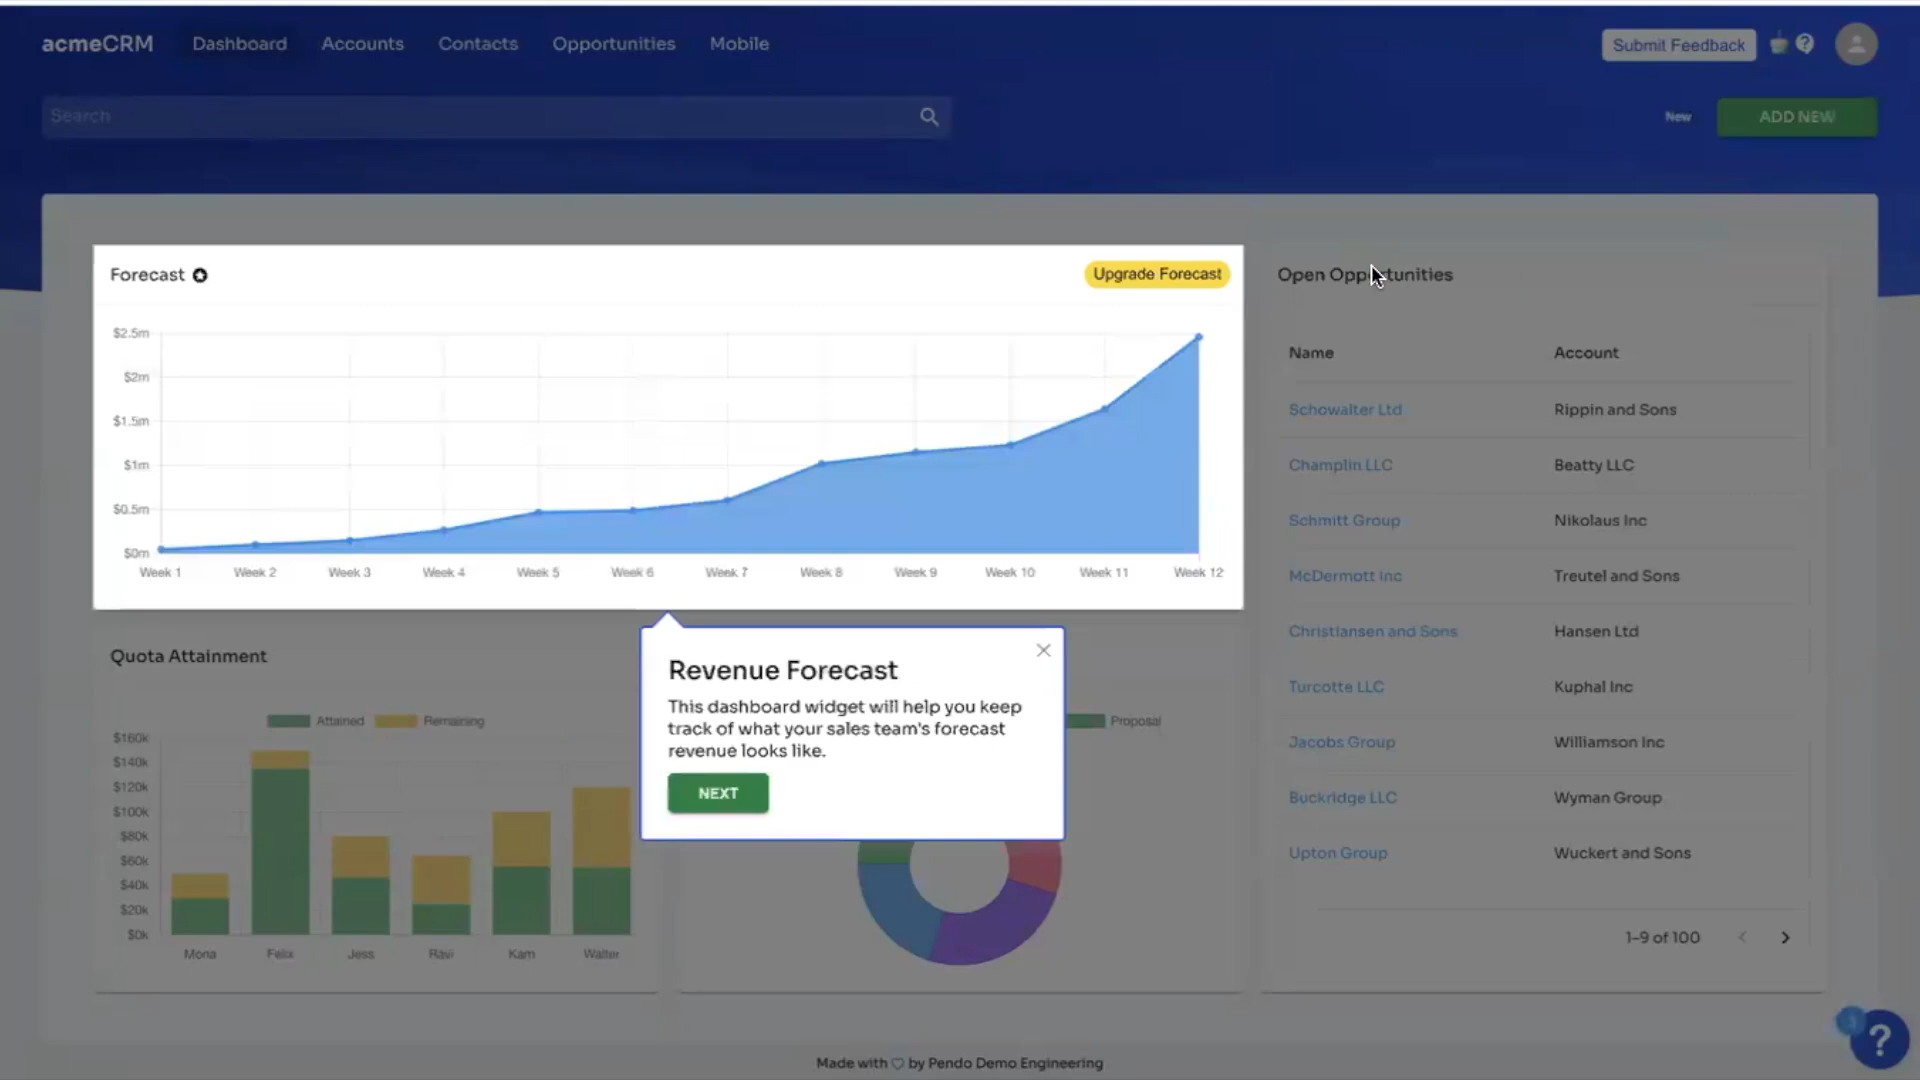 acmeCRM Dashboard Accounts Contacts Opportunities Mobile Submit Feedback
Search New ADD NEW
Forecast Upgrade Forecast
$2.5m
$2m
$1.5m
$1m
$0.5m
$0m
Week 1 Week 2 Week 3 Week 4 Week 5 Week 6 Week 7 Week 8 Week 9 Week 10 Week 11 Week 12
Open Opportunities
Name Account
Schowalter Ltd Rippin and Sons
Champlin LLC Beatty LLC
Schmitt Group Nikolaus Inc
McDermott Inc Treutel and Sons
Christiansen and Sons Hansen Ltd
Turcotte LLC Kuphal Inc
Jacobs Group Williamson Inc
Buckridge LLC Wyman Group
Upton Group Wuckert and Sons
1-9 of 100
Quota Attainment
Attained Remaining
$160k
$140k
$120k
$100k
$80k
$60k
$40k
$20k
$0k
Mona Felix Jess Ravi Kam Walter
Revenue Forecast
This dashboard widget will help you keep
track of what your sales team's forecast
revenue looks like.
NEXT
Proposal
Made with ♡ by Pendo Demo Engineering
?